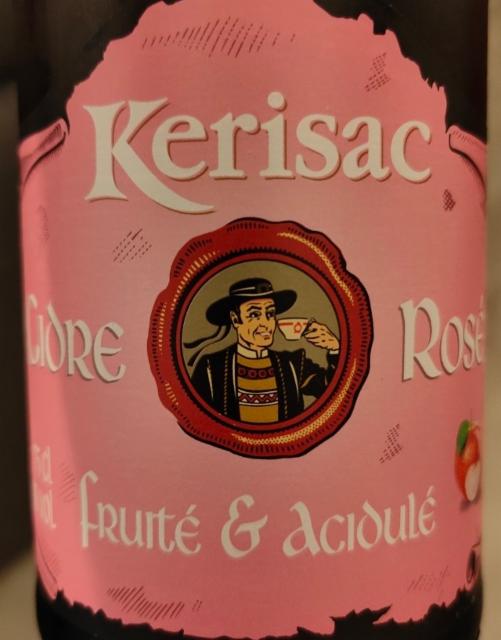 Kerisac
Cidre Rosé
fruité & acidulé